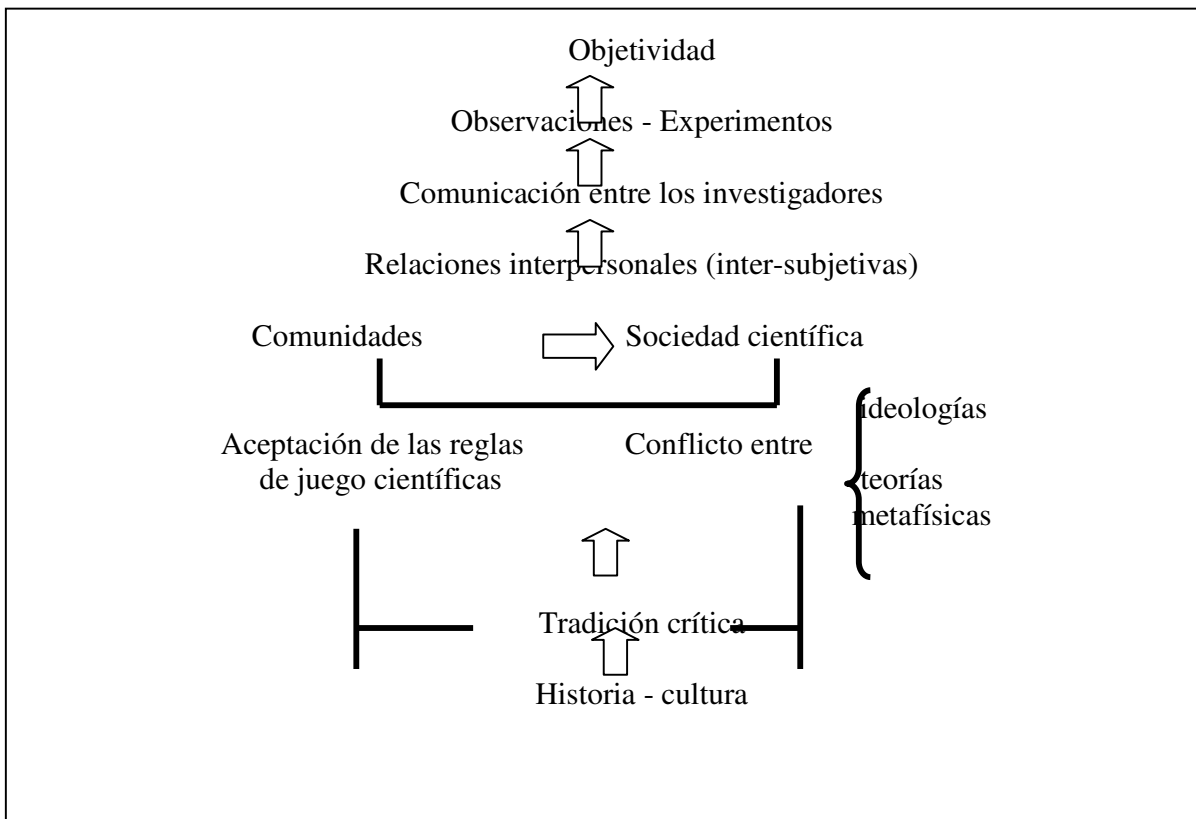 Objetividad
Observaciones - Experimentos
Comunicación entre los investigadores
Relaciones interpersonales (inter-subjetivas)
Comunidades
Sociedad científica
ideologías
Aceptación de las reglas
de juego científicas
Conflicto entre
teorías
metafísicas
Tradición crítica
Historia - cultura